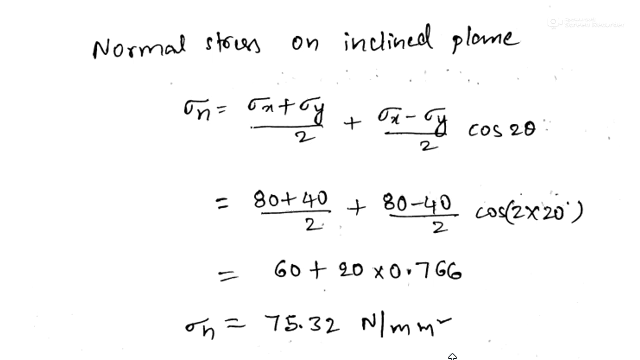 Normal stress on inclined plane
σn = σx+σy/2 + σx-σy/2 cos 2θ
= 80+40/2 + 80-40/2 cos(2×20°)
= 60 + 20 × 0.766
σn = 75.32 N/mm²